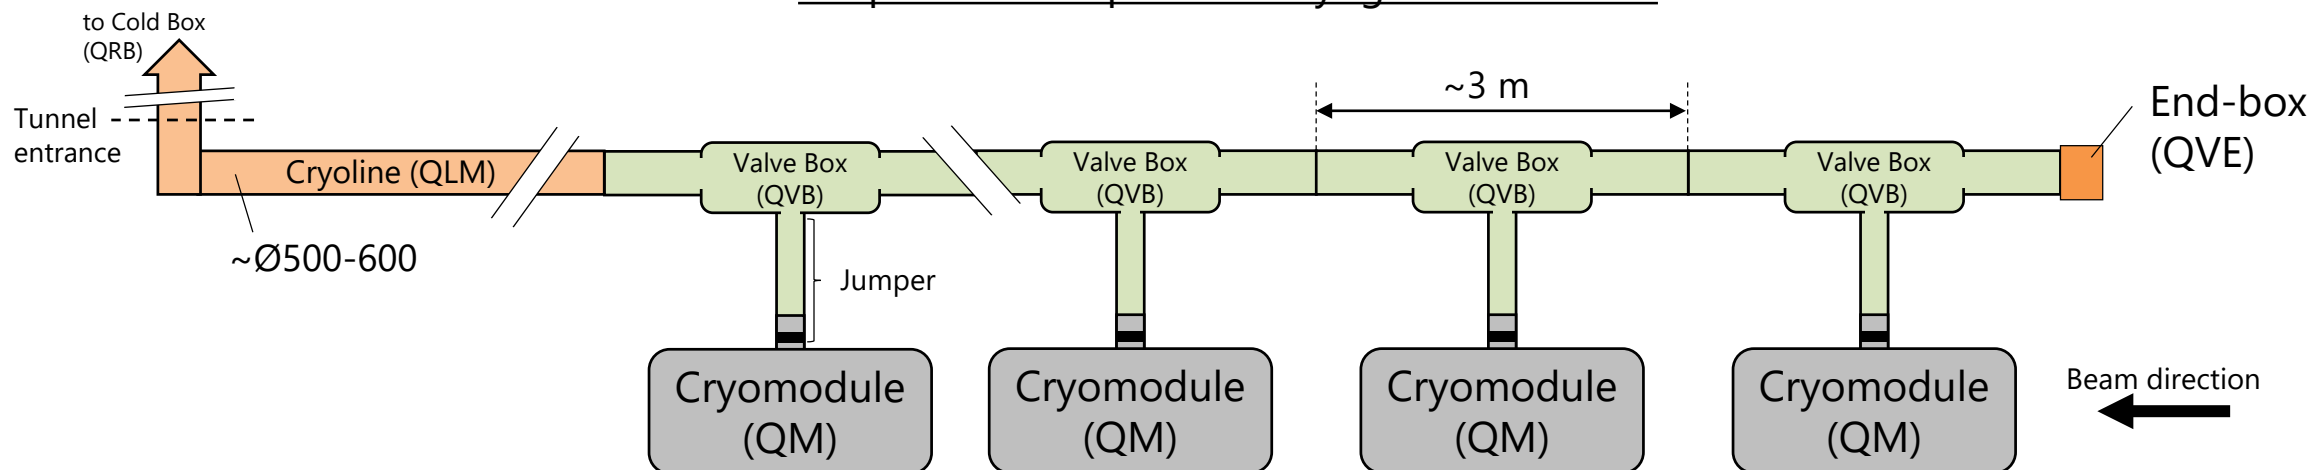 to Cold Box
(QRB)
Tunnel
entrance
Cryoline (QLM)
~Ø500-600
Valve Box
(QVB)
Jumper
Cryomodule
(QM)
Valve Box
(QVB)
Cryomodule
(QM)
~3 m
Valve Box
(QVB)
Cryomodule
(QM)
Valve Box
(QVB)
Cryomodule
(QM)
End-box
(QVE)
Beam direction